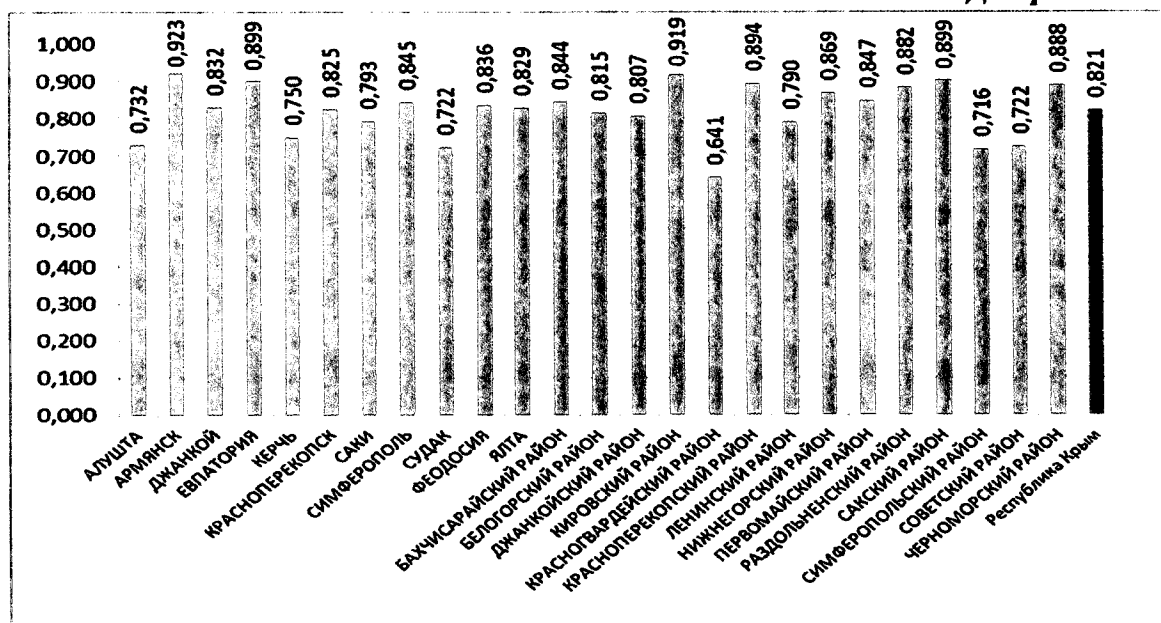 1,000
0,900
0,800
0,700
0,600
0,500
0,400
0,300
0,200
0,100
0,000
0,732
0,923
0,832
0,899
0,750
0,825
0,793
0,845
0,722
0,836
0,829
0,844
0,815
0,807
0,919
0,641
0,894
0,790
0,869
0,847
0,882
0,899
0,716
0,722
0,888
0,821
АЛУШТА
АРМЯНСК
ДЖАНКОЙ
ЕВПАТОРИЯ
КЕРЧЬ
КРАСНОПЕРЕКОПСК
САКИ
СИМФЕРОПОЛЬ
СУДАК
ФЕОДОСИЯ
ЯЛТА
БАХЧИСАРАЙСКИЙ РАЙОН
БЕЛОГОРСКИЙ РАЙОН
ДЖАНКОЙСКИЙ РАЙОН
КИРОВСКИЙ РАЙОН
КРАСНОГВАРДЕЙСКИЙ РАЙОН
КРАСНОПЕРЕКОПСКИЙ РАЙОН
ЛЕНИНСКИЙ РАЙОН
НИЖНЕГОРСКИЙ РАЙОН
ПЕРВОМАЙСКИЙ РАЙОН
РАЗДОЛЬНЕНСКИЙ РАЙОН
САКСКИЙ РАЙОН
СИМФЕРОПОЛЬСКИЙ РАЙОН
СОВЕТСКИЙ РАЙОН
ЧЕРНОМОРСКИЙ РАЙОН
Республика Крым